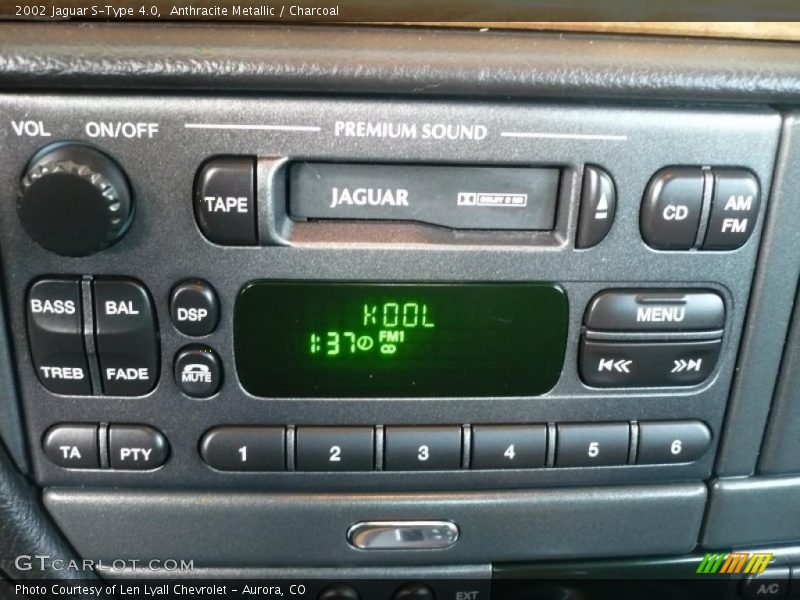 2002 Jaguar S-Type 4.0, Anthracite Metallic / Charcoal
VOL ON/OFF PREMIUM SOUND
TAPE JAGUAR DOLBY B NR CD AM FM
BASS BAL DSP KOOL MENU
1:37 FM1
TREB FADE MUTE
TA PTY 1 2 3 4 5 6
GTCARLOT.COM
Photo Courtesy of Len Lyall Chevrolet - Aurora, CO
EXT A/C